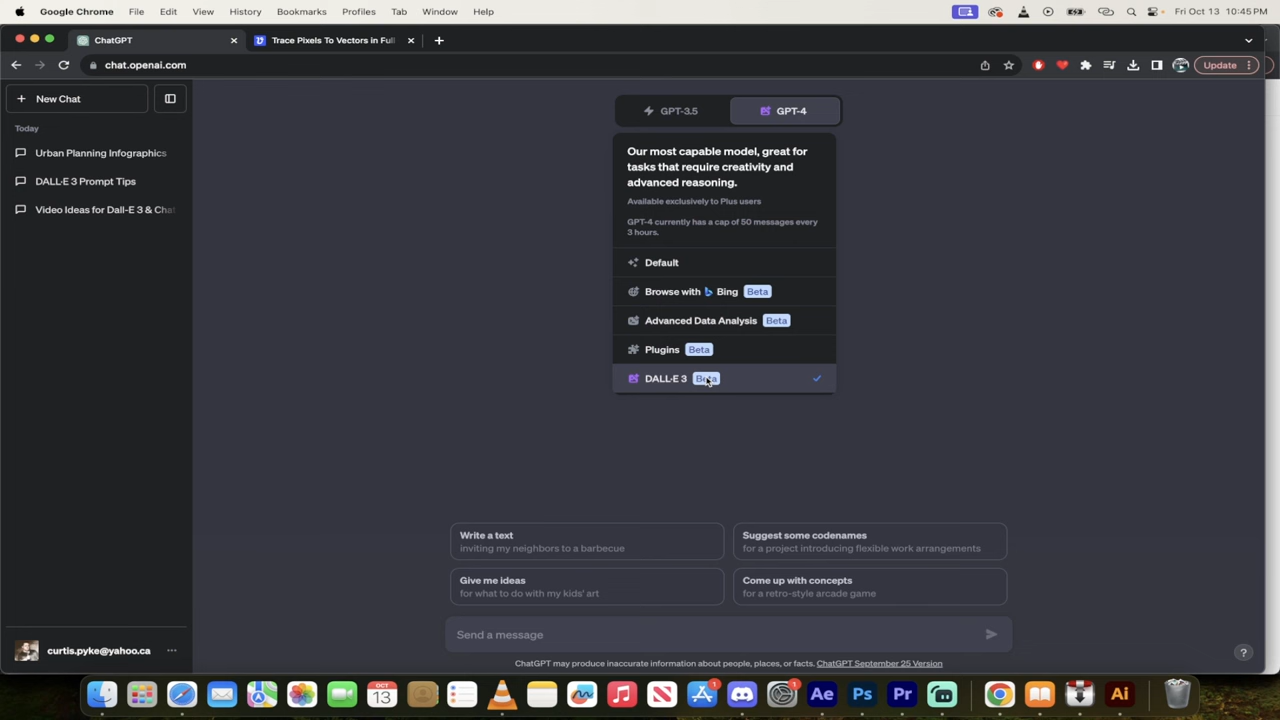 Google Chrome File Edit View History Bookmarks Profiles Tab Window Help Fri Oct 13 10:45 PM
ChatGPT Trace Pixels To Vectors in Full
chat.openai.com Update
New Chat
Today
Urban Planning Infographics
DALL·E 3 Prompt Tips
Video Ideas for Dall-E 3 & Cha
GPT-3.5 GPT-4
Our most capable model, great for
tasks that require creativity and
advanced reasoning.
Available exclusively to Plus users
GPT-4 currently has a cap of 50 messages every
3 hours.
Default
Browse with Bing Beta
Advanced Data Analysis Beta
Plugins Beta
DALL·E 3 Beta
Write a text
inviting my neighbors to a barbecue
Suggest some codenames
for a project introducing flexible work arrangements
Give me ideas
for what to do with my kids' art
Come up with concepts
for a retro-style arcade game
Send a message
ChatGPT may produce inaccurate information about people, places, or facts. ChatGPT September 25 Version
curtis.pyke@yahoo.ca
?
OCT
13
1
1
Ae Ps Pr Ai